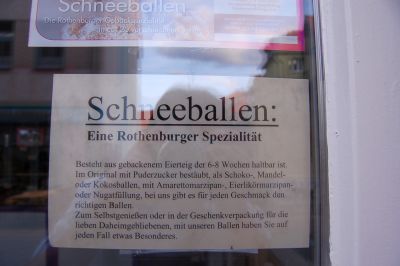 Schneeballen
Die Rothenburger Gebäckspezialität
Schneeballen:
Eine Rothenburger Spezialität
Besteht aus gebackenem Eierteig der 6-8 Wochen haltbar ist.
Im Original mit Puderzucker bestäubt, als Schoko-, Mandel-
oder Kokosballen, mit Amarettomarzipan-, Eierlikörmarzipan-
oder Nugatfüllung, bei uns gibt es für jeden Geschmack den
richtigen Ballen.
Zum Selbstgenießen oder in der Geschenkverpackung für die
lieben Daheimgebliebenen, mit unseren Ballen haben Sie auf
jeden Fall etwas Besonderes.